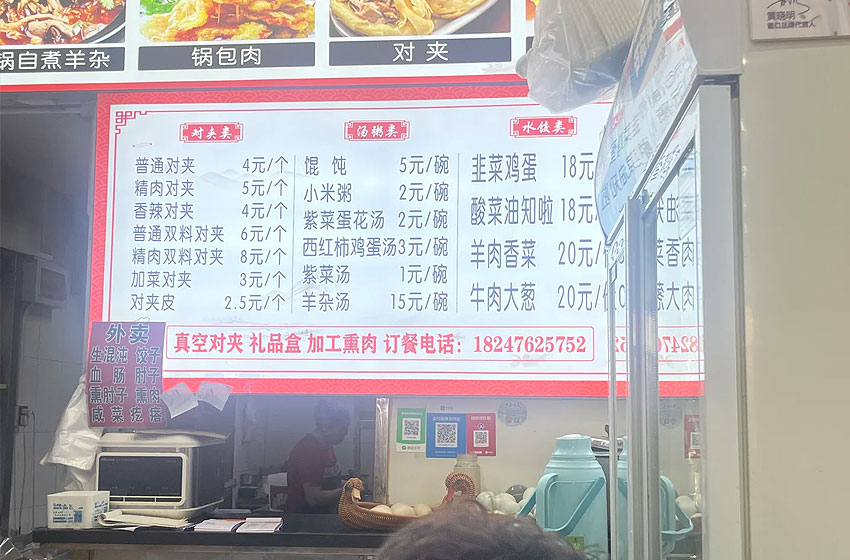 锅自煮羊杂
锅包肉
对夹
黄晓明
对夹类
普通对夹 4元/个
精肉对夹 5元/个
香辣对夹 4元/个
普通双料对夹 6元/个
精肉双料对夹 8元/个
加菜对夹 3元/个
对夹皮 2.5元/个
汤粥类
馄饨 5元/碗
小米粥 2元/碗
紫菜蛋花汤 2元/碗
西红柿鸡蛋汤3元/碗
紫菜汤 1元/碗
羊杂汤 15元/碗
水饺类
韭菜鸡蛋 18元
酸菜油知啦 18元/
羊肉香菜 20元/
牛肉大葱 20元/
真空对夹 礼品盒 加工熏肉 订餐电话：18247625752
外卖
生混沌 饺子
血肠 肘子
熏肘子 熏肉
咸菜疙瘩